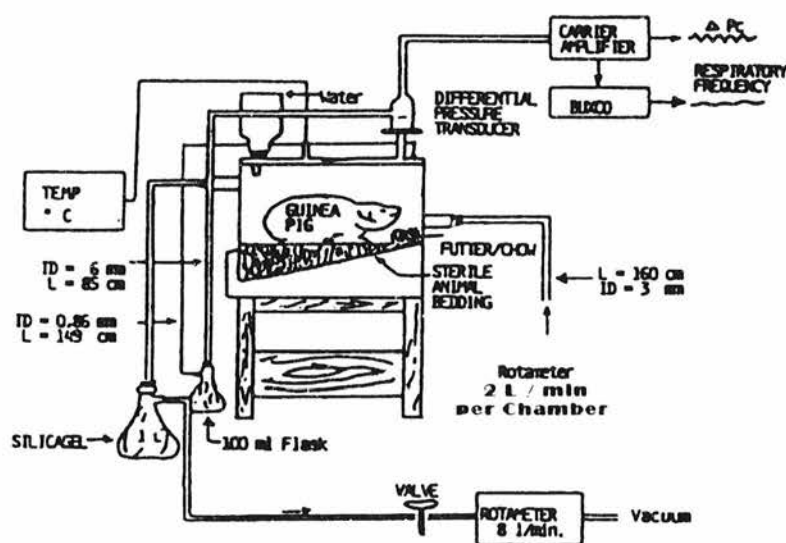 CARRIER
AMPLIFIER
Δ Pc
RESPIRATORY
FREQUENCY
BUXCO
Water
DIFFERENTIAL
PRESSURE
TRANSDUCER
TEMP
° C
GUINEA
PIG
FUTTER/CHOW
STERILE
ANIMAL
BEDDING
ID = 6 mm
L = 85 cm
L = 160 cm
ID = 3 mm
ID = 0.86 mm
L = 149 cm
Rotameter
2 L / min
per Chamber
SILICAGEL
1 L
100 ml Flask
VALVE
ROTAMETER
8 l/min.
Vacuum